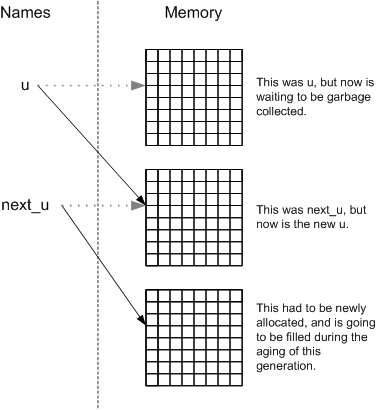 Names
Memory
u
This was u, but now is
waiting to be garbage
collected.
next_u
This was next_u, but
now is the new u.
This had to be newly
allocated, and is going
to be filled during the
aging of this
generation.